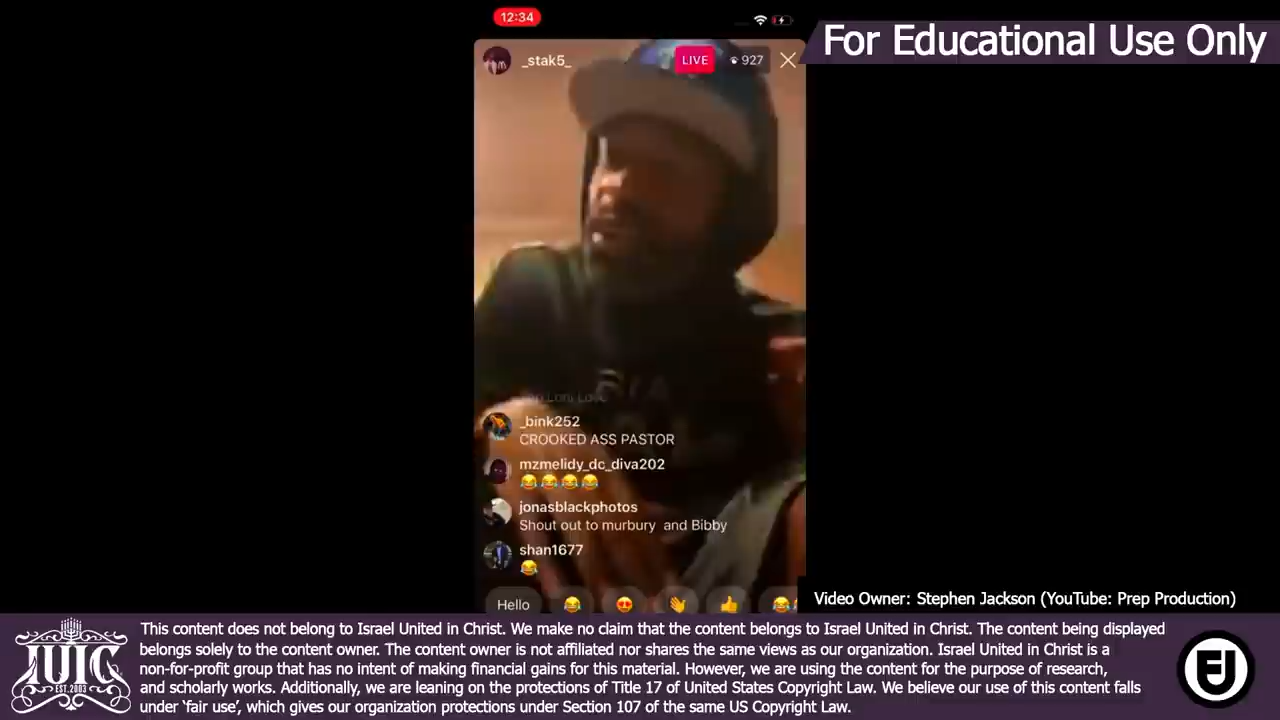 12:34
For Educational Use Only
_stak5_
LIVE
927
_bink252
CROOKED ASS PASTOR
mzmelidy_dc_diva202
😂😂😂😂
jonasblackphotos
Shout out to murbury and Bibby
shan1677
😂
Hello
Video Owner: Stephen Jackson (YouTube: Prep Production)
This content does not belong to Israel United in Christ. We make no claim that the content belongs to Israel United in Christ. The content being displayed
belongs solely to the content owner. The content owner is not affiliated nor shares the same views as our organization. Israel United in Christ is a
non-for-profit group that has no intent of making financial gains for this material. However, we are using the content for the purpose of research,
and scholarly works. Additionally, we are leaning on the protections of Title 17 of United States Copyright Law. We believe our use of this content falls
under ‘fair use’, which gives our organization protections under Section 107 of the same US Copyright Law.
IUIC
EST.2003